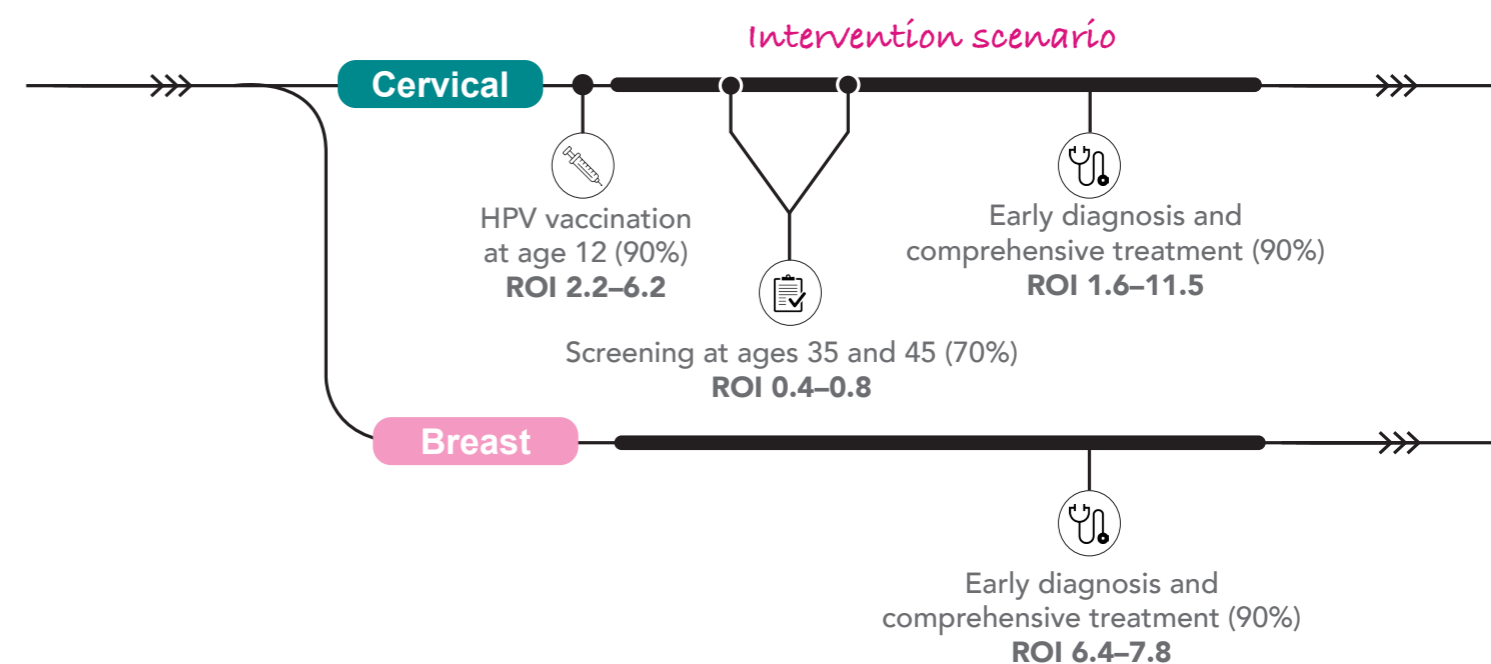 Intervention scenario
Cervical
HPV vaccination
at age 12 (90%)
ROI 2.2–6.2
Screening at ages 35 and 45 (70%)
ROI 0.4–0.8
Early diagnosis and
comprehensive treatment (90%)
ROI 1.6–11.5
Breast
Early diagnosis and
comprehensive treatment (90%)
ROI 6.4–7.8